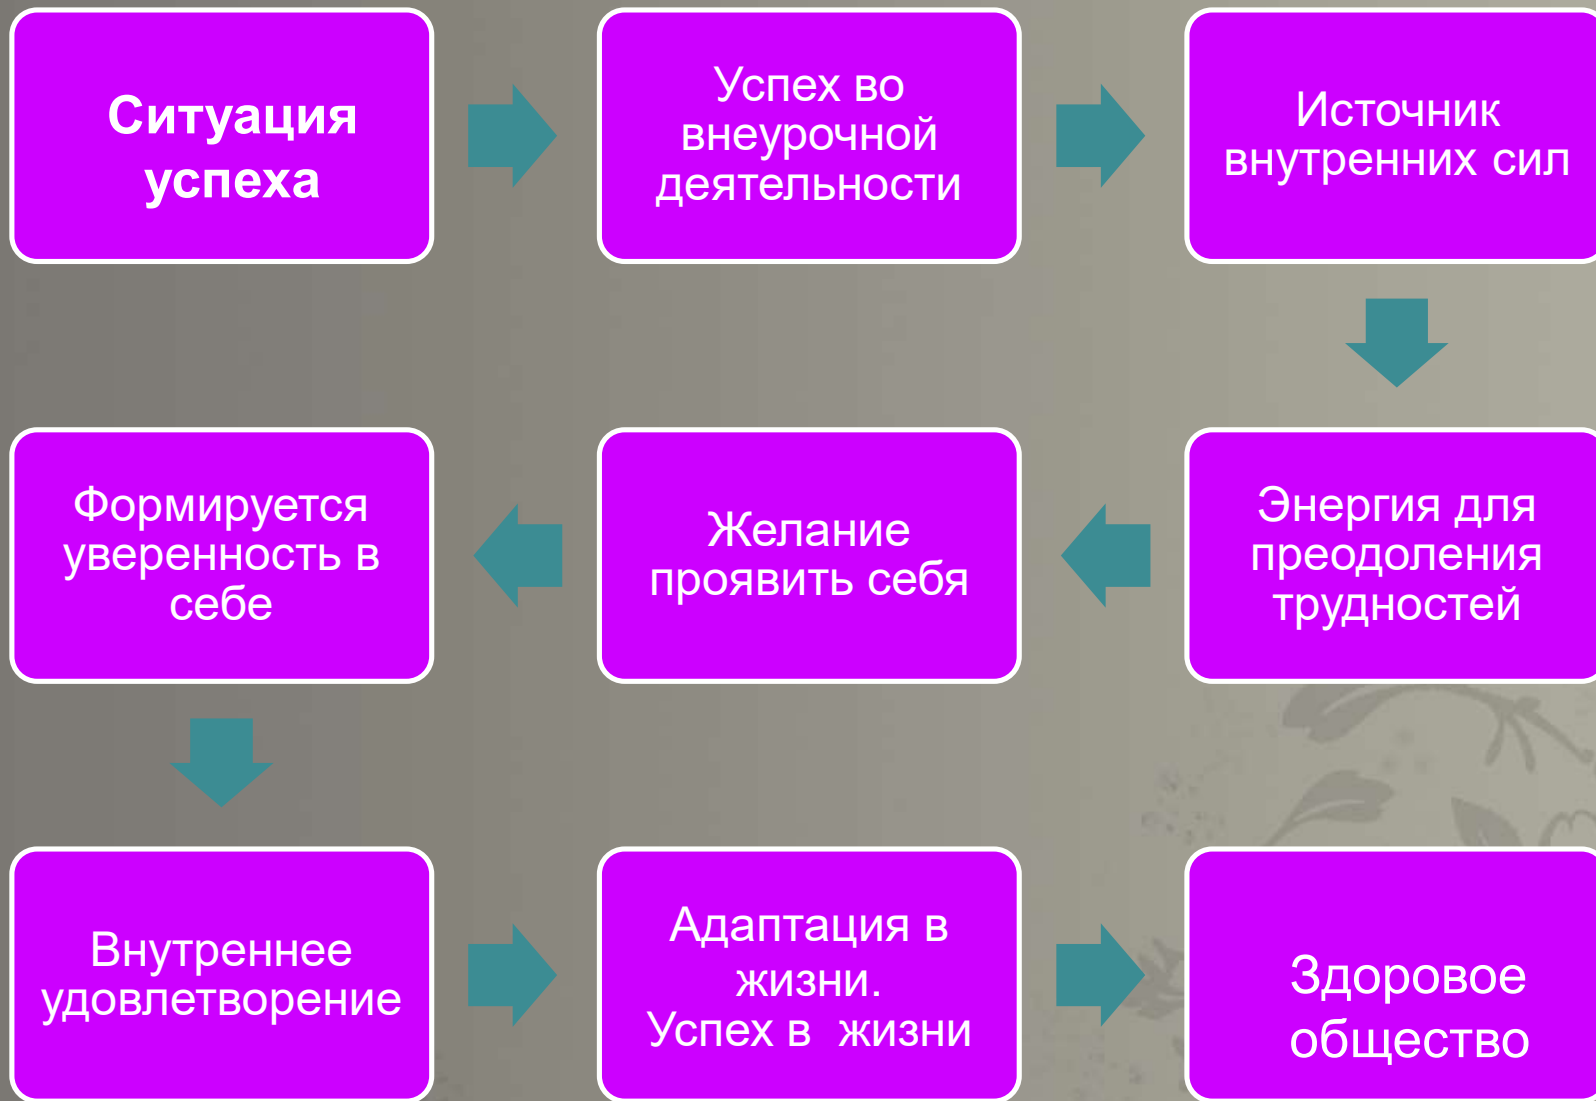 Ситуация
успеха
Успех во
внеурочной
деятельности
Источник
внутренних сил
Энергия для
преодоления
трудностей
Желание
проявить себя
Формируется
уверенность в
себе
Внутреннее
удовлетворение
Адаптация в
жизни.
Успех в  жизни
Здоровое
общество